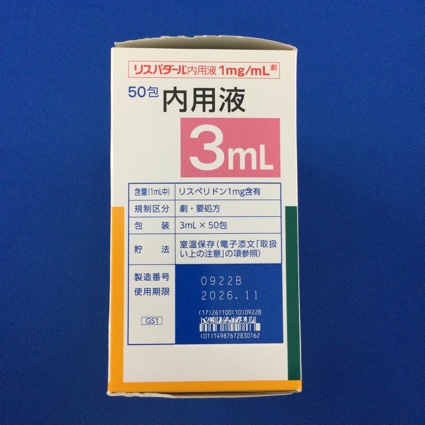 リスパダール内用液1mg/mL 劇
50包 内用液
3mL
含量(1mL中) リスペリドン1mg含有
規制区分 劇・要処方
包装 3mL×50包
貯法 室温保存(電子添文「取扱
い上の注意」の項参照)
製造番号 0922B
使用期限 2026.11
(17)261100(10)0922B
GS1
(01)14987672830162